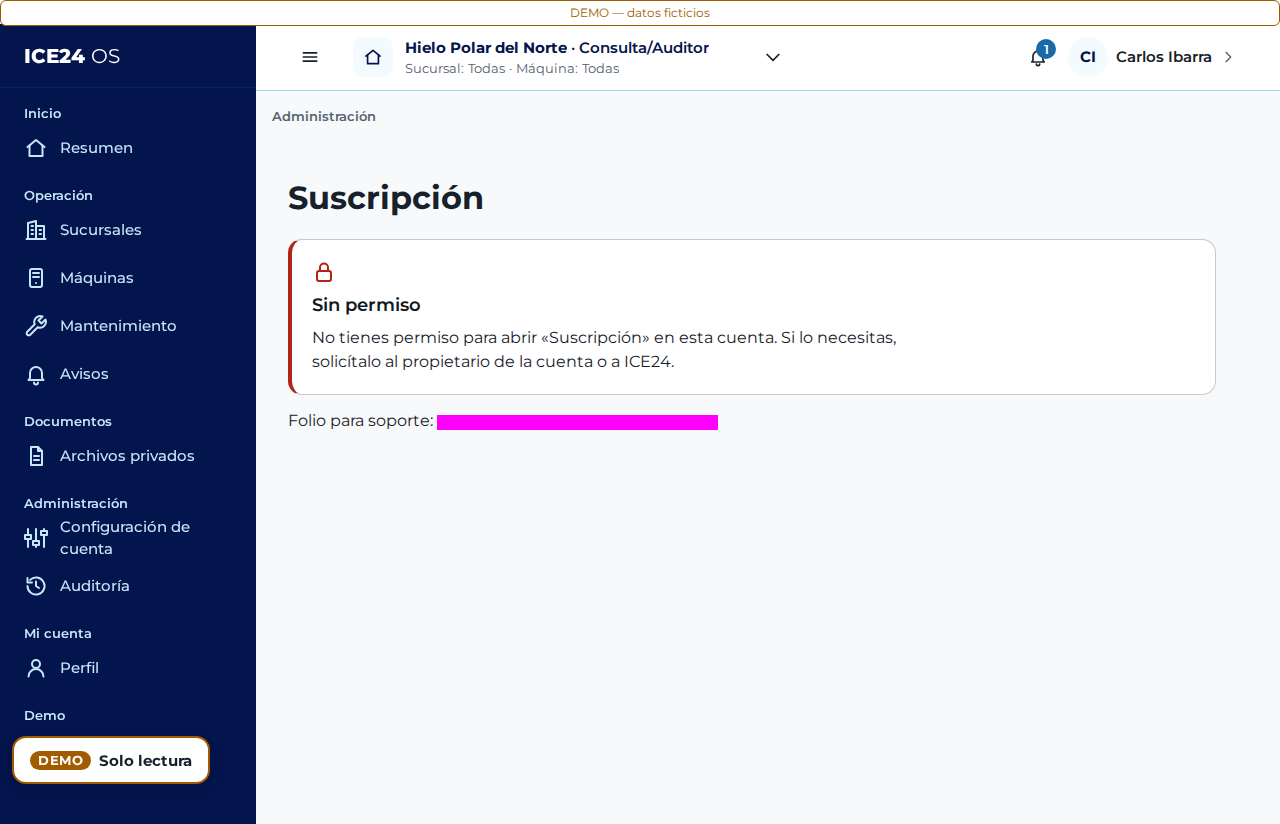 DEMO — datos ficticios
ICE24 OS
Hielo Polar del Norte · Consulta/Auditor
Sucursal: Todas · Máquina: Todas
1
CI
Carlos Ibarra
Inicio
Resumen
Operación
Sucursales
Máquinas
Mantenimiento
Avisos
Documentos
Archivos privados
Administración
Configuración de
cuenta
Auditoría
Mi cuenta
Perfil
Demo
DEMO Solo lectura
Administración
Suscripción
Sin permiso
No tienes permiso para abrir «Suscripción» en esta cuenta. Si lo necesitas,
solicítalo al propietario de la cuenta o a ICE24.
Folio para soporte: